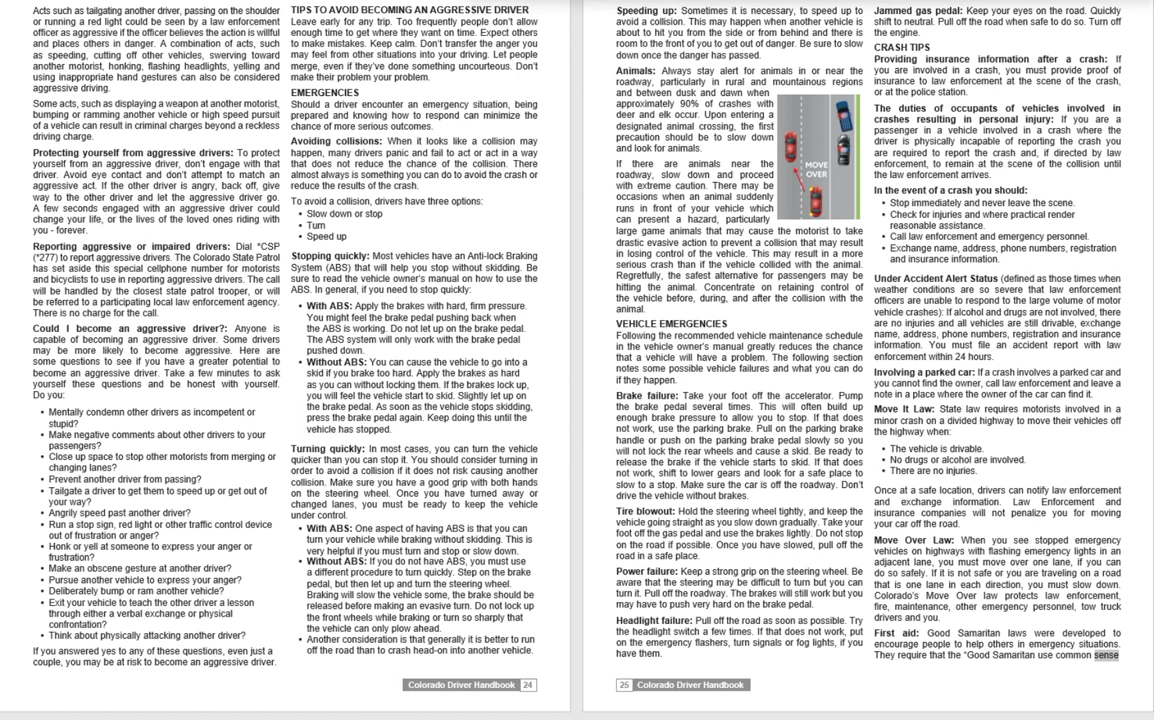 Acts such as tailgating another driver, passing on the shoulder
or running a red light could be seen by a law enforcement
officer as aggressive if the officer believes the action is willful
and places others in danger. A combination of acts, such
as speeding, cutting off other vehicles, swerving toward
another motorist, honking, flashing headlights, yelling and
using inappropriate hand gestures can also be considered
aggressive driving.
Some acts, such as displaying a weapon at another motorist,
bumping or ramming another vehicle or high speed pursuit
of a vehicle can result in criminal charges beyond a reckless
driving charge.
Protecting yourself from aggressive drivers: To protect
yourself from an aggressive driver, don't engage with that
driver. Avoid eye contact and don't attempt to match an
aggressive act. If the other driver is angry, back off, give
way to the other driver and let the aggressive driver go.
A few seconds engaged with an aggressive driver could
change your life, or the lives of the loved ones riding with
you - forever.
Reporting aggressive or impaired drivers: Dial *CSP
(*277) to report aggressive drivers. The Colorado State Patrol
has set aside this special cellphone number for motorists
and bicyclists to use in reporting aggressive drivers. The call
will be handled by the closest state patrol trooper, or will
be referred to a participating local law enforcement agency.
There is no charge for the call.
Could I become an aggressive driver?: Anyone is
capable of becoming an aggressive driver. Some drivers
may be more likely to become aggressive. Here are
some questions to see if you have a greater potential to
become an aggressive driver. Take a few minutes to ask
yourself these questions and be honest with yourself.
Do you:
• Mentally condemn other drivers as incompetent or
stupid?
• Make negative comments about other drivers to your
passengers?
• Close up space to stop other motorists from merging or
changing lanes?
• Prevent another driver from passing?
• Tailgate a driver to get them to speed up or get out of
your way?
• Angrily speed past another driver?
• Run a stop sign, red light or other traffic control device
out of frustration or anger?
• Honk or yell at someone to express your anger or
frustration?
• Make an obscene gesture at another driver?
• Pursue another vehicle to express your anger?
• Deliberately bump or ram another vehicle?
• Exit your vehicle to teach the other driver a lesson
through either a verbal exchange or physical
confrontation?
• Think about physically attacking another driver?
If you answered yes to any of these questions, even just a
couple, you may be at risk to become an aggressive driver.
TIPS TO AVOID BECOMING AN AGGRESSIVE DRIVER
Leave early for any trip. Too frequently people don't allow
enough time to get where they want on time. Expect others
to make mistakes. Keep calm. Don't transfer the anger you
may feel from other situations into your driving. Let people
merge, even if they've done something uncourteous. Don't
make their problem your problem.
EMERGENCIES
Should a driver encounter an emergency situation, being
prepared and knowing how to respond can minimize the
chance of more serious outcomes.
Avoiding collisions: When it looks like a collision may
happen, many drivers panic and fail to act or act in a way
that does not reduce the chance of the collision. There
almost always is something you can do to avoid the crash or
reduce the results of the crash.
To avoid a collision, drivers have three options:
• Slow down or stop
• Turn
• Speed up
Stopping quickly: Most vehicles have an Anti-lock Braking
System (ABS) that will help you stop without skidding. Be
sure to read the vehicle owner's manual on how to use the
ABS. In general, if you need to stop quickly:
• With ABS: Apply the brakes with hard, firm pressure.
You might feel the brake pedal pushing back when
the ABS is working. Do not let up on the brake pedal.
The ABS system will only work with the brake pedal
pushed down.
• Without ABS: You can cause the vehicle to go into a
skid if you brake too hard. Apply the brakes as hard
as you can without locking them. If the brakes lock up,
you will feel the vehicle start to skid. Slightly let up on
the brake pedal. As soon as the vehicle stops skidding,
press the brake pedal again. Keep doing this until the
vehicle has stopped.
Turning quickly: In most cases, you can turn the vehicle
quicker than you can stop it. You should consider turning in
order to avoid a collision if it does not risk causing another
collision. Make sure you have a good grip with both hands
on the steering wheel. Once you have turned away or
changed lanes, you must be ready to keep the vehicle
under control.
• With ABS: One aspect of having ABS is that you can
turn your vehicle while braking without skidding. This is
very helpful if you must turn and stop or slow down.
• Without ABS: If you do not have ABS, you must use
a different procedure to turn quickly. Step on the brake
pedal, but then let up and turn the steering wheel.
Braking will slow the vehicle some, the brake should be
released before making an evasive turn. Do not lock up
the front wheels while braking or turn so sharply that
the vehicle can only plow ahead.
• Another consideration is that generally it is better to run
off the road than to crash head-on into another vehicle.
Colorado Driver Handbook 24
Speeding up: Sometimes it is necessary, to speed up to
avoid a collision. This may happen when another vehicle is
about to hit you from the side or from behind and there is
room to the front of you to get out of danger. Be sure to slow
down once the danger has passed.
Animals: Always stay alert for animals in or near the
roadway, particularly in rural and mountainous regions
and between dusk and dawn when
approximately 90% of crashes with
deer and elk occur. Upon entering a
designated animal crossing, the first
precaution should be to slow down
and look for animals.
If there are animals near the
roadway, slow down and proceed
with extreme caution. There may be
occasions when an animal suddenly
runs in front of your vehicle which
can present a hazard, particularly
large game animals that may cause the motorist to take
drastic evasive action to prevent a collision that may result
in losing control of the vehicle. This may result in a more
serious crash than if the vehicle collided with the animal.
Regretfully, the safest alternative for passengers may be
hitting the animal. Concentrate on retaining control of
the vehicle before, during, and after the collision with the
animal.
MOVE
OVER
VEHICLE EMERGENCIES
Following the recommended vehicle maintenance schedule
in the vehicle owner's manual greatly reduces the chance
that a vehicle will have a problem. The following section
notes some possible vehicle failures and what you can do
if they happen.
Brake failure: Take your foot off the accelerator. Pump
the brake pedal several times. This will often build up
enough brake pressure to allow you to stop. If that does
not work, use the parking brake. Pull on the parking brake
handle or push on the parking brake pedal slowly so you
will not lock the rear wheels and cause a skid. Be ready to
release the brake if the vehicle starts to skid. If that does
not work, shift to lower gears and look for a safe place to
slow to a stop. Make sure the car is off the roadway. Don't
drive the vehicle without brakes.
Tire blowout: Hold the steering wheel tightly, and keep the
vehicle going straight as you slow down gradually. Take your
foot off the gas pedal and use the brakes lightly. Do not stop
on the road if possible. Once you have slowed, pull off the
road in a safe place.
Power failure: Keep a strong grip on the steering wheel. Be
aware that the steering may be difficult to turn but you can
turn it. Pull off the roadway. The brakes will still work but you
may have to push very hard on the brake pedal.
Headlight failure: Pull off the road as soon as possible. Try
the headlight switch a few times. If that does not work, put
on the emergency flashers, turn signals or fog lights, if you
have them.
Jammed gas pedal: Keep your eyes on the road. Quickly
shift to neutral. Pull off the road when safe to do so. Turn off
the engine.
CRASH TIPS
Providing insurance information after a crash: If
you are involved in a crash, you must provide proof of
insurance to law enforcement at the scene of the crash,
or at the police station.
The duties of occupants of vehicles involved in
crashes resulting in personal injury: If you are a
passenger in a vehicle involved in a crash where the
driver is physically incapable of reporting the crash you
are required to report the crash and, if directed by law
enforcement, to remain at the scene of the collision until
the law enforcement arrives.
In the event of a crash you should:
• Stop immediately and never leave the scene.
• Check for injuries and where practical render
reasonable assistance.
• Call law enforcement and emergency personnel.
• Exchange name, address, phone numbers, registration
and insurance information.
Under Accident Alert Status (defined as those times when
weather conditions are so severe that law enforcement
officers are unable to respond to the large volume of motor
vehicle crashes): If alcohol and drugs are not involved, there
are no injuries and all vehicles are still drivable, exchange
name, address, phone numbers, registration and insurance
information. You must file an accident report with law
enforcement within 24 hours.
Involving a parked car: If a crash involves a parked car and
you cannot find the owner, call law enforcement and leave a
note in a place where the owner of the car can find it.
Move It Law: State law requires motorists involved in a
minor crash on a divided highway to move their vehicles off
the highway when:
• The vehicle is drivable.
• No drugs or alcohol are involved.
• There are no injuries.
Once at a safe location, drivers can notify law enforcement
and exchange information. Law Enforcement and
insurance companies will not penalize you for moving
your car off the road.
Move Over Law: When you see stopped emergency
vehicles on highways with flashing emergency lights in an
adjacent lane, you must move over one lane, if you can
do so safely. If it is not safe or you are traveling on a road
that is one lane in each direction, you must slow down.
Colorado's Move Over law protects law enforcement,
fire, maintenance, other emergency personnel, tow truck
drivers and you.
First aid: Good Samaritan laws were developed to
encourage people to help others in emergency situations.
They require that the "Good Samaritan use common sense
25 Colorado Driver Handbook